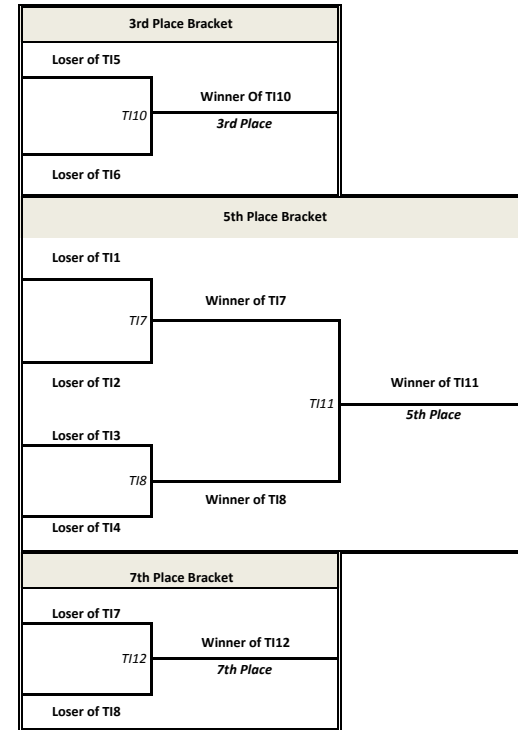 3rd Place Bracket
Loser of TI5
Winner Of TI10
TI10
3rd Place
Loser of TI6
5th Place Bracket
Loser of TI1
Winner of TI7
TI7
Loser of TI2
Winner of TI11
TI11
5th Place
Loser of TI3
TI8
Winner of TI8
Loser of TI4
7th Place Bracket
Loser of TI7
Winner of TI12
TI12
7th Place
Loser of TI8